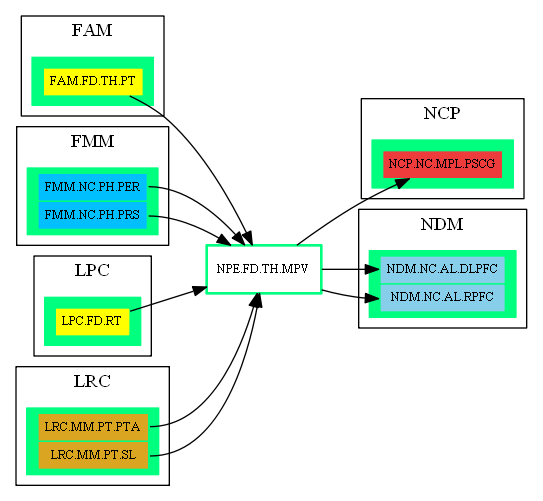 FAM
FAM.FD.TH.PT
FMM
FMM.NC.PH.PER
FMM.NC.PH.PRS
LPC
LPC.FD.RT
LRC
LRC.MM.PT.PTA
LRC.MM.PT.SL
NPE.FD.TH.MPV
NCP
NCP.NC.MPL.PSCG
NDM
NDM.NC.AL.DLPFC
NDM.NC.AL.RPFC